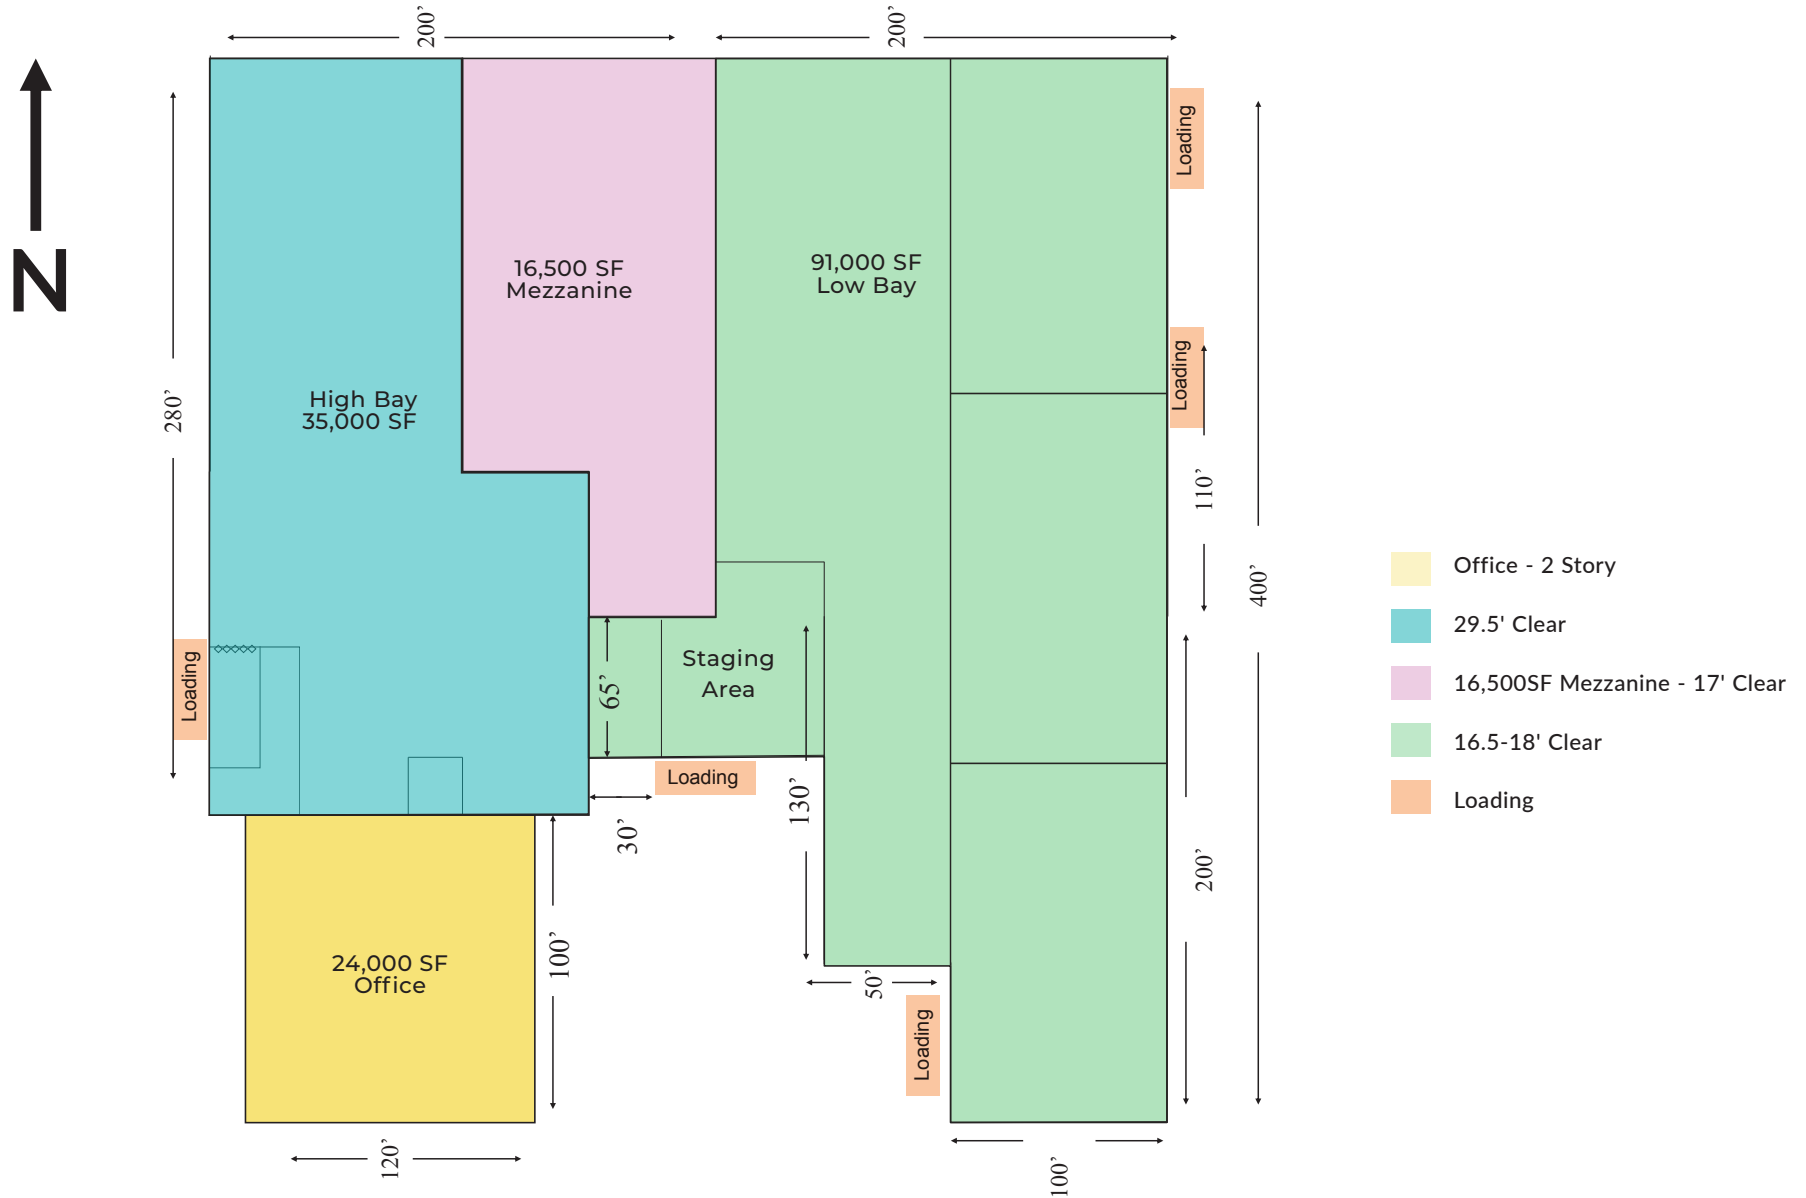 200’
200’
N
Loading
16,500 SF
Mezzanine
91,000 SF
Low Bay
280’
High Bay
35,000 SF
Loading
110’
400’
Office - 2 Story
29.5' Clear
16,500SF Mezzanine - 17' Clear
16.5-18' Clear
Loading
Loading
65’
Staging
Area
Loading
130’
30’
200’
100’
24,000 SF
Office
50’
Loading
120’
100’